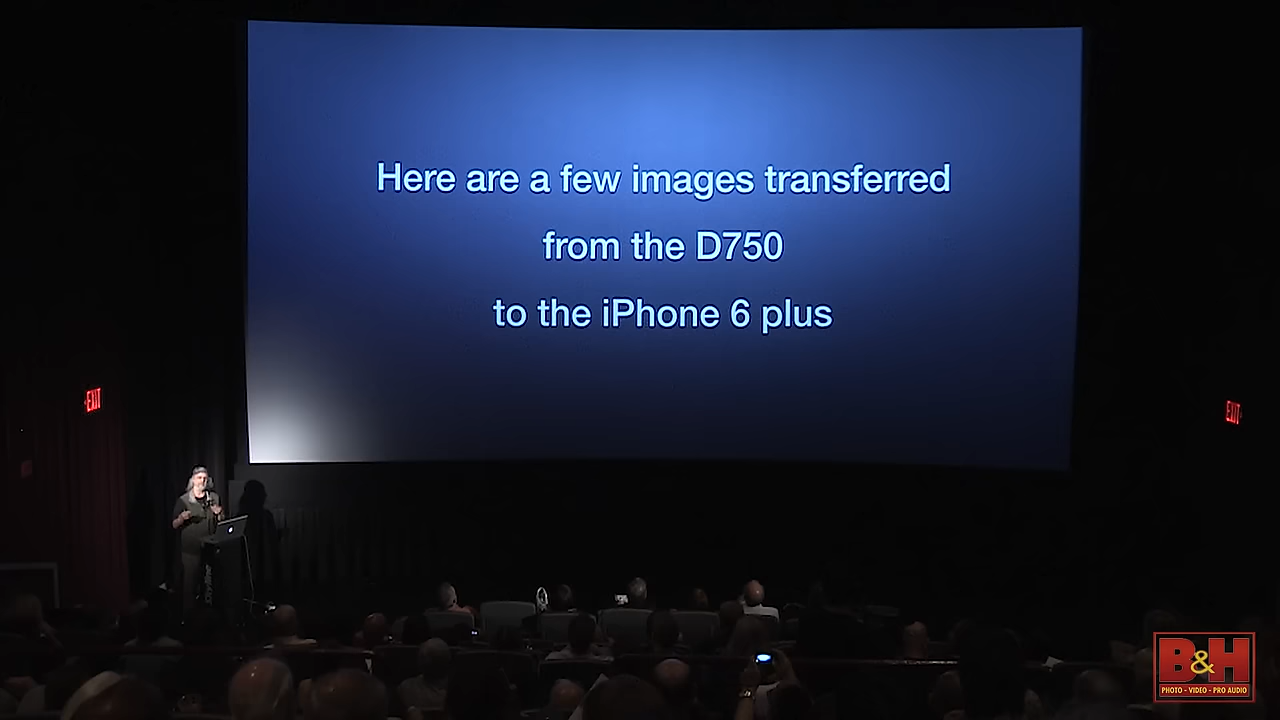 Here are a few images transferred
from the D750
to the iPhone 6 plus
EXIT
EXIT
B&H
PHOTO - VIDEO - PRO AUDIO